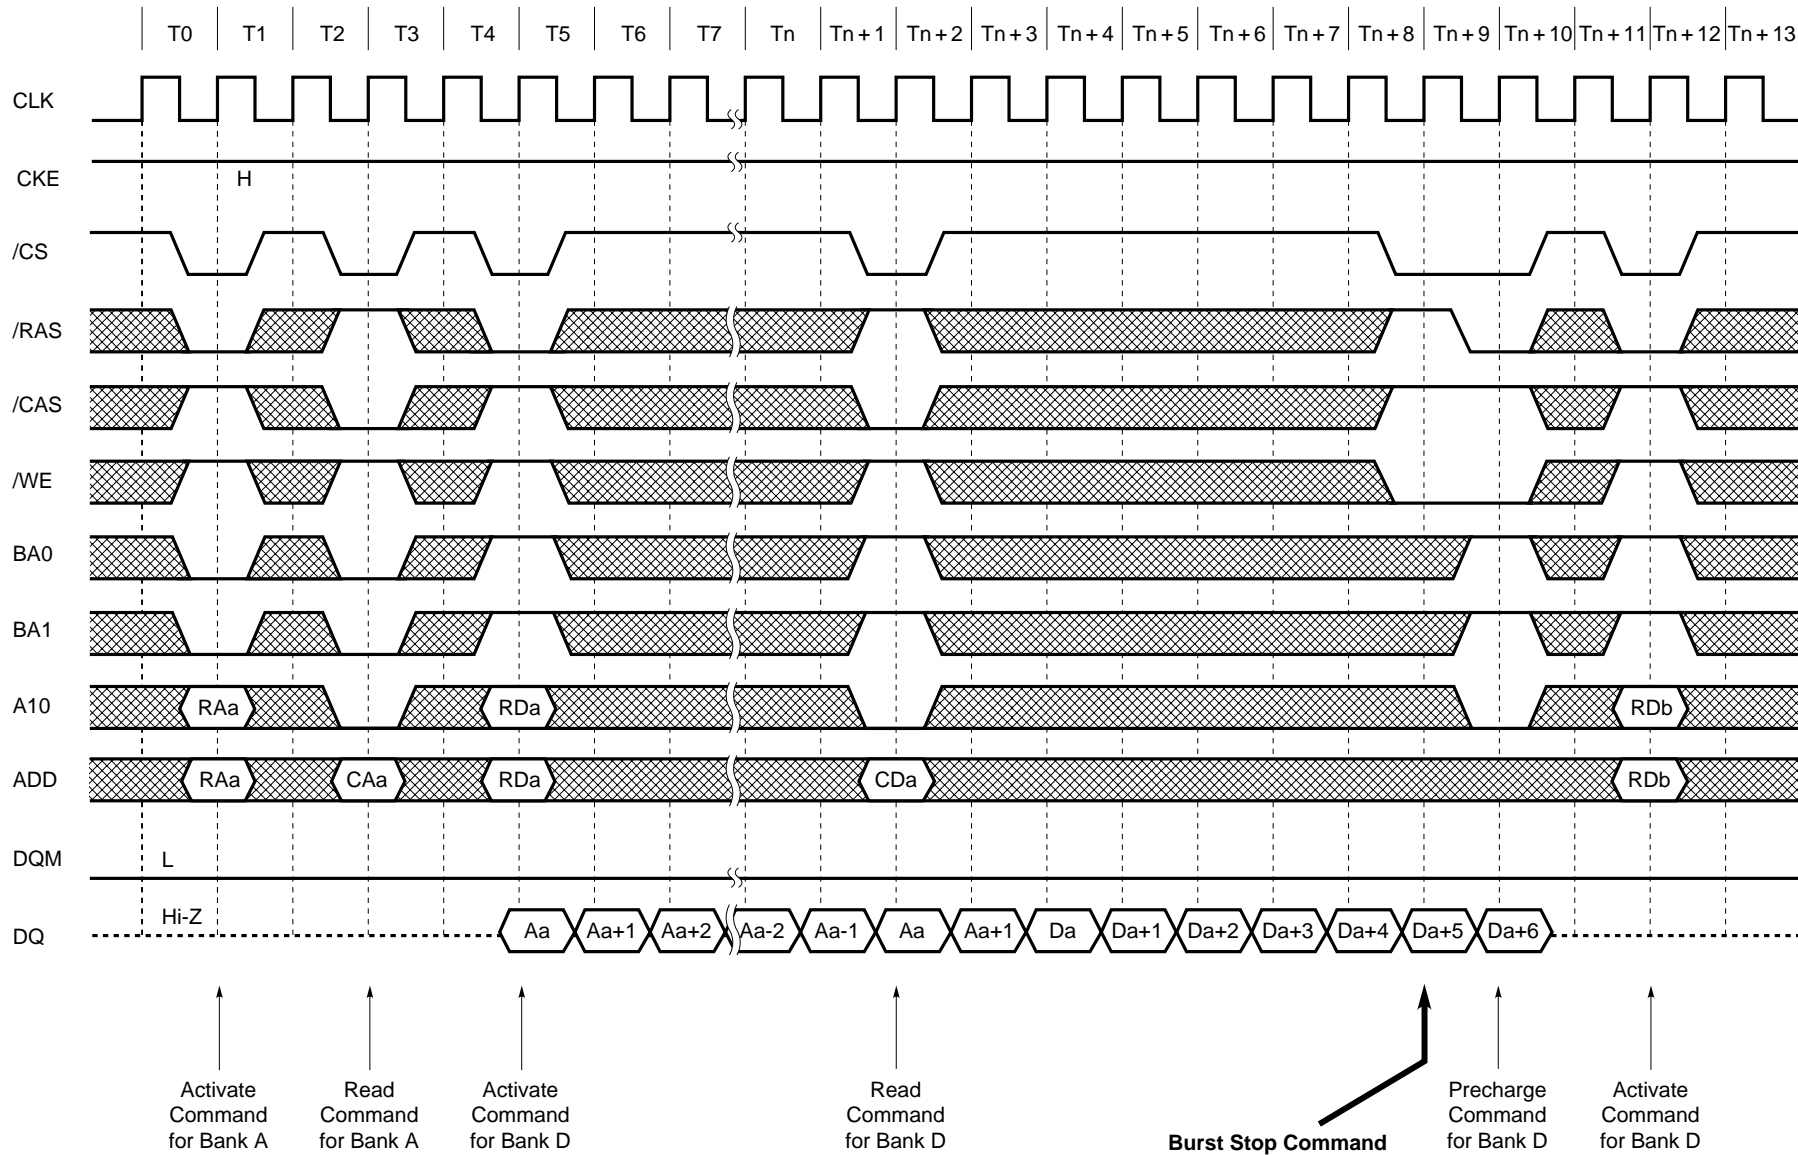 T0 T1 T2 T3 T4 T5 T6 T7 Tn Tn + 1 Tn + 2 Tn + 3 Tn + 4 Tn + 5 Tn + 6 Tn + 7 Tn + 8 Tn + 9 Tn + 10 Tn + 11 Tn + 12 Tn + 13
CLK
CKE H
/CS
/RAS
/CAS
/WE
BA0
BA1
A10 RAa RDa RDb
ADD RAa CAa RDa CDa RDb
DQM L
Hi-Z
DQ Aa Aa+1 Aa+2 Aa-2 Aa-1 Aa Aa+1 Da Da+1 Da+2 Da+3 Da+4 Da+5 Da+6
Activate
Command
for Bank A
Read
Command
for Bank A
Activate
Command
for Bank D
Read
Command
for Bank D
Burst Stop Command
Precharge
Command
for Bank D
Activate
Command
for Bank D